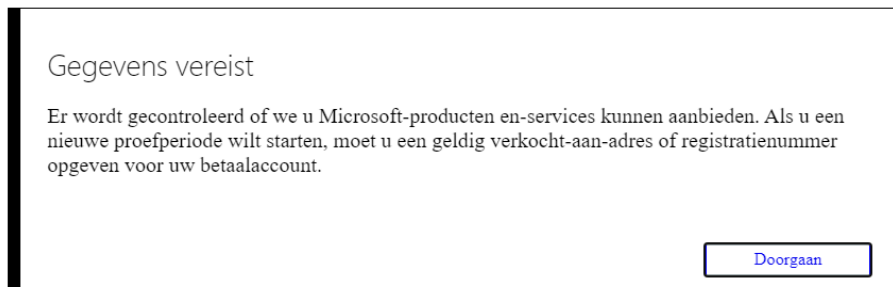 Gegevens vereist
Er wordt gecontroleerd of we u Microsoft-producten en-services kunnen aanbieden. Als u een
nieuwe proefperiode wilt starten, moet u een geldig verkocht-aan-adres of registratienummer
opgeven voor uw betaalaccount.
Doorgaan